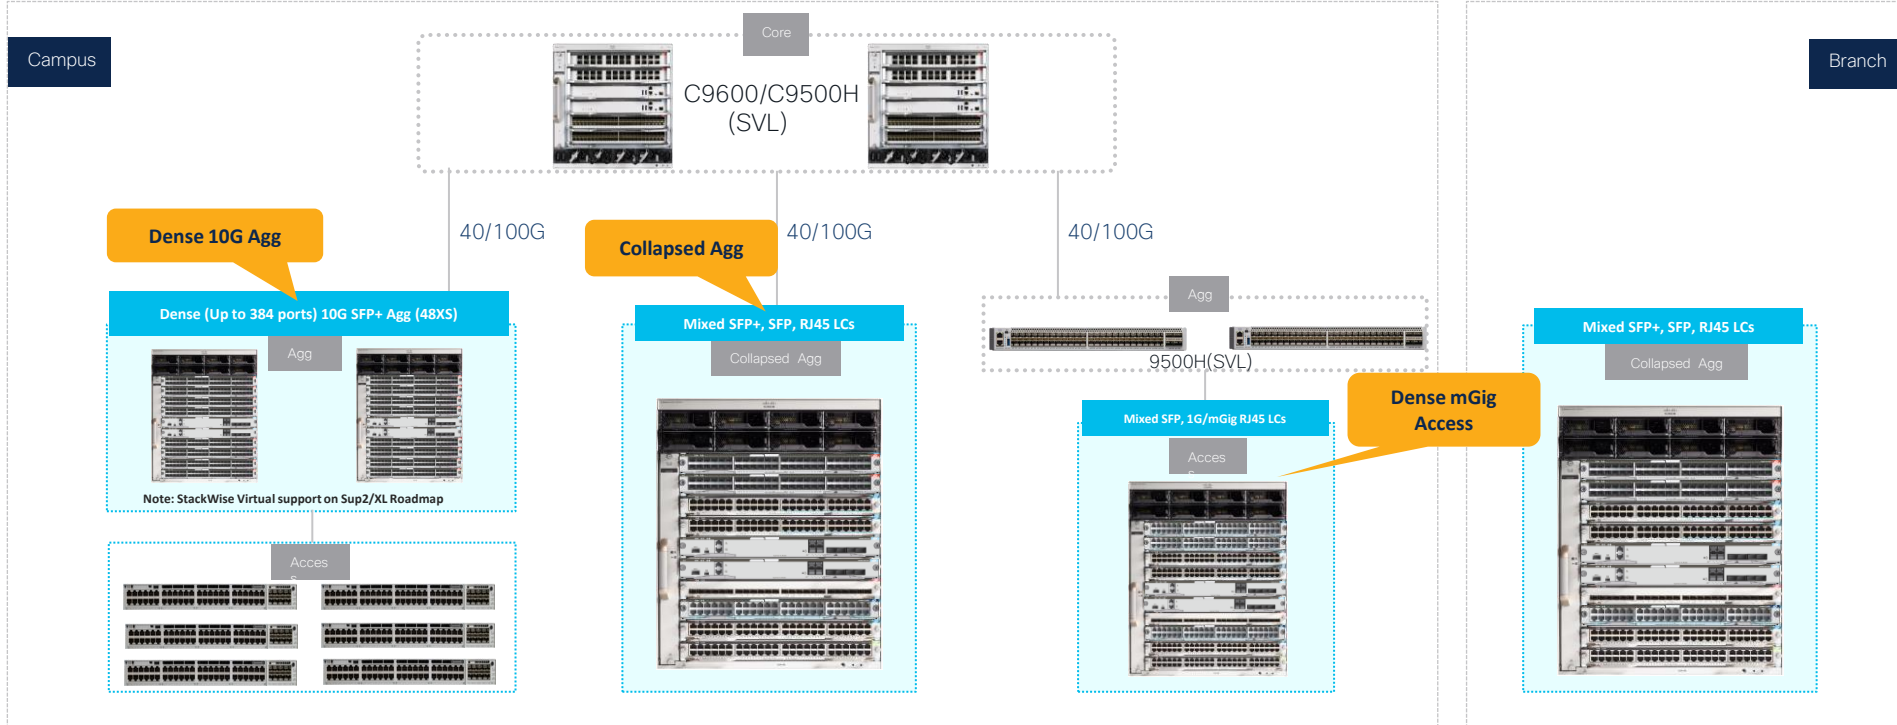 Campus
Core
Branch
C9600/C9500H
(SVL)
Dense 10G Agg
40/100G
Collapsed Agg
40/100G
40/100G
Dense (Up to 384 ports) 10G SFP+ Agg (48XS)
Agg
Note: StackWise Virtual support on Sup2/XL Roadmap
Acces
s
Mixed SFP+, SFP, RJ45 LCs
Collapsed Agg
Agg
9500H(SVL)
Mixed SFP, 1G/mGig RJ45 LCs
Acces
s
Dense mGig
Access
Mixed SFP+, SFP, RJ45 LCs
Collapsed Agg